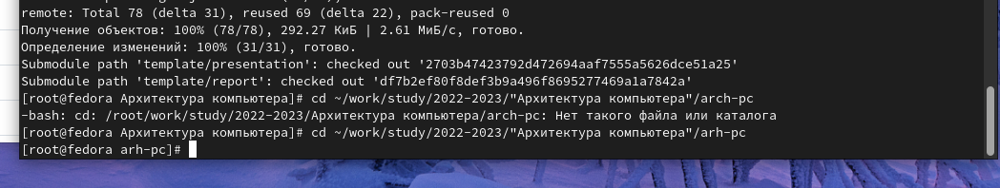 remote: Total 78 (delta 31), reused 69 (delta 22), pack-reused 0
Получение объектов: 100% (78/78), 292.27 КиБ | 2.61 МиБ/с, готово.
Определение изменений: 100% (31/31), готово.
Submodule path 'template/presentation': checked out '2703b47423792d472694aaf7555a5626dce51a25'
Submodule path 'template/report': checked out 'df7b2ef80f8def3b9a496f8695277469a1a7842a'
[root@fedora Архитектура компьютера]# cd ~/work/study/2022-2023/"Архитектура компьютера"/arch-pc
-bash: cd: /root/work/study/2022-2023/Архитектура компьютера/arch-pc: Нет такого файла или каталога
[root@fedora Архитектура компьютера]# cd ~/work/study/2022-2023/"Архитектура компьютера"/arh-pc
[root@fedora arh-pc]#